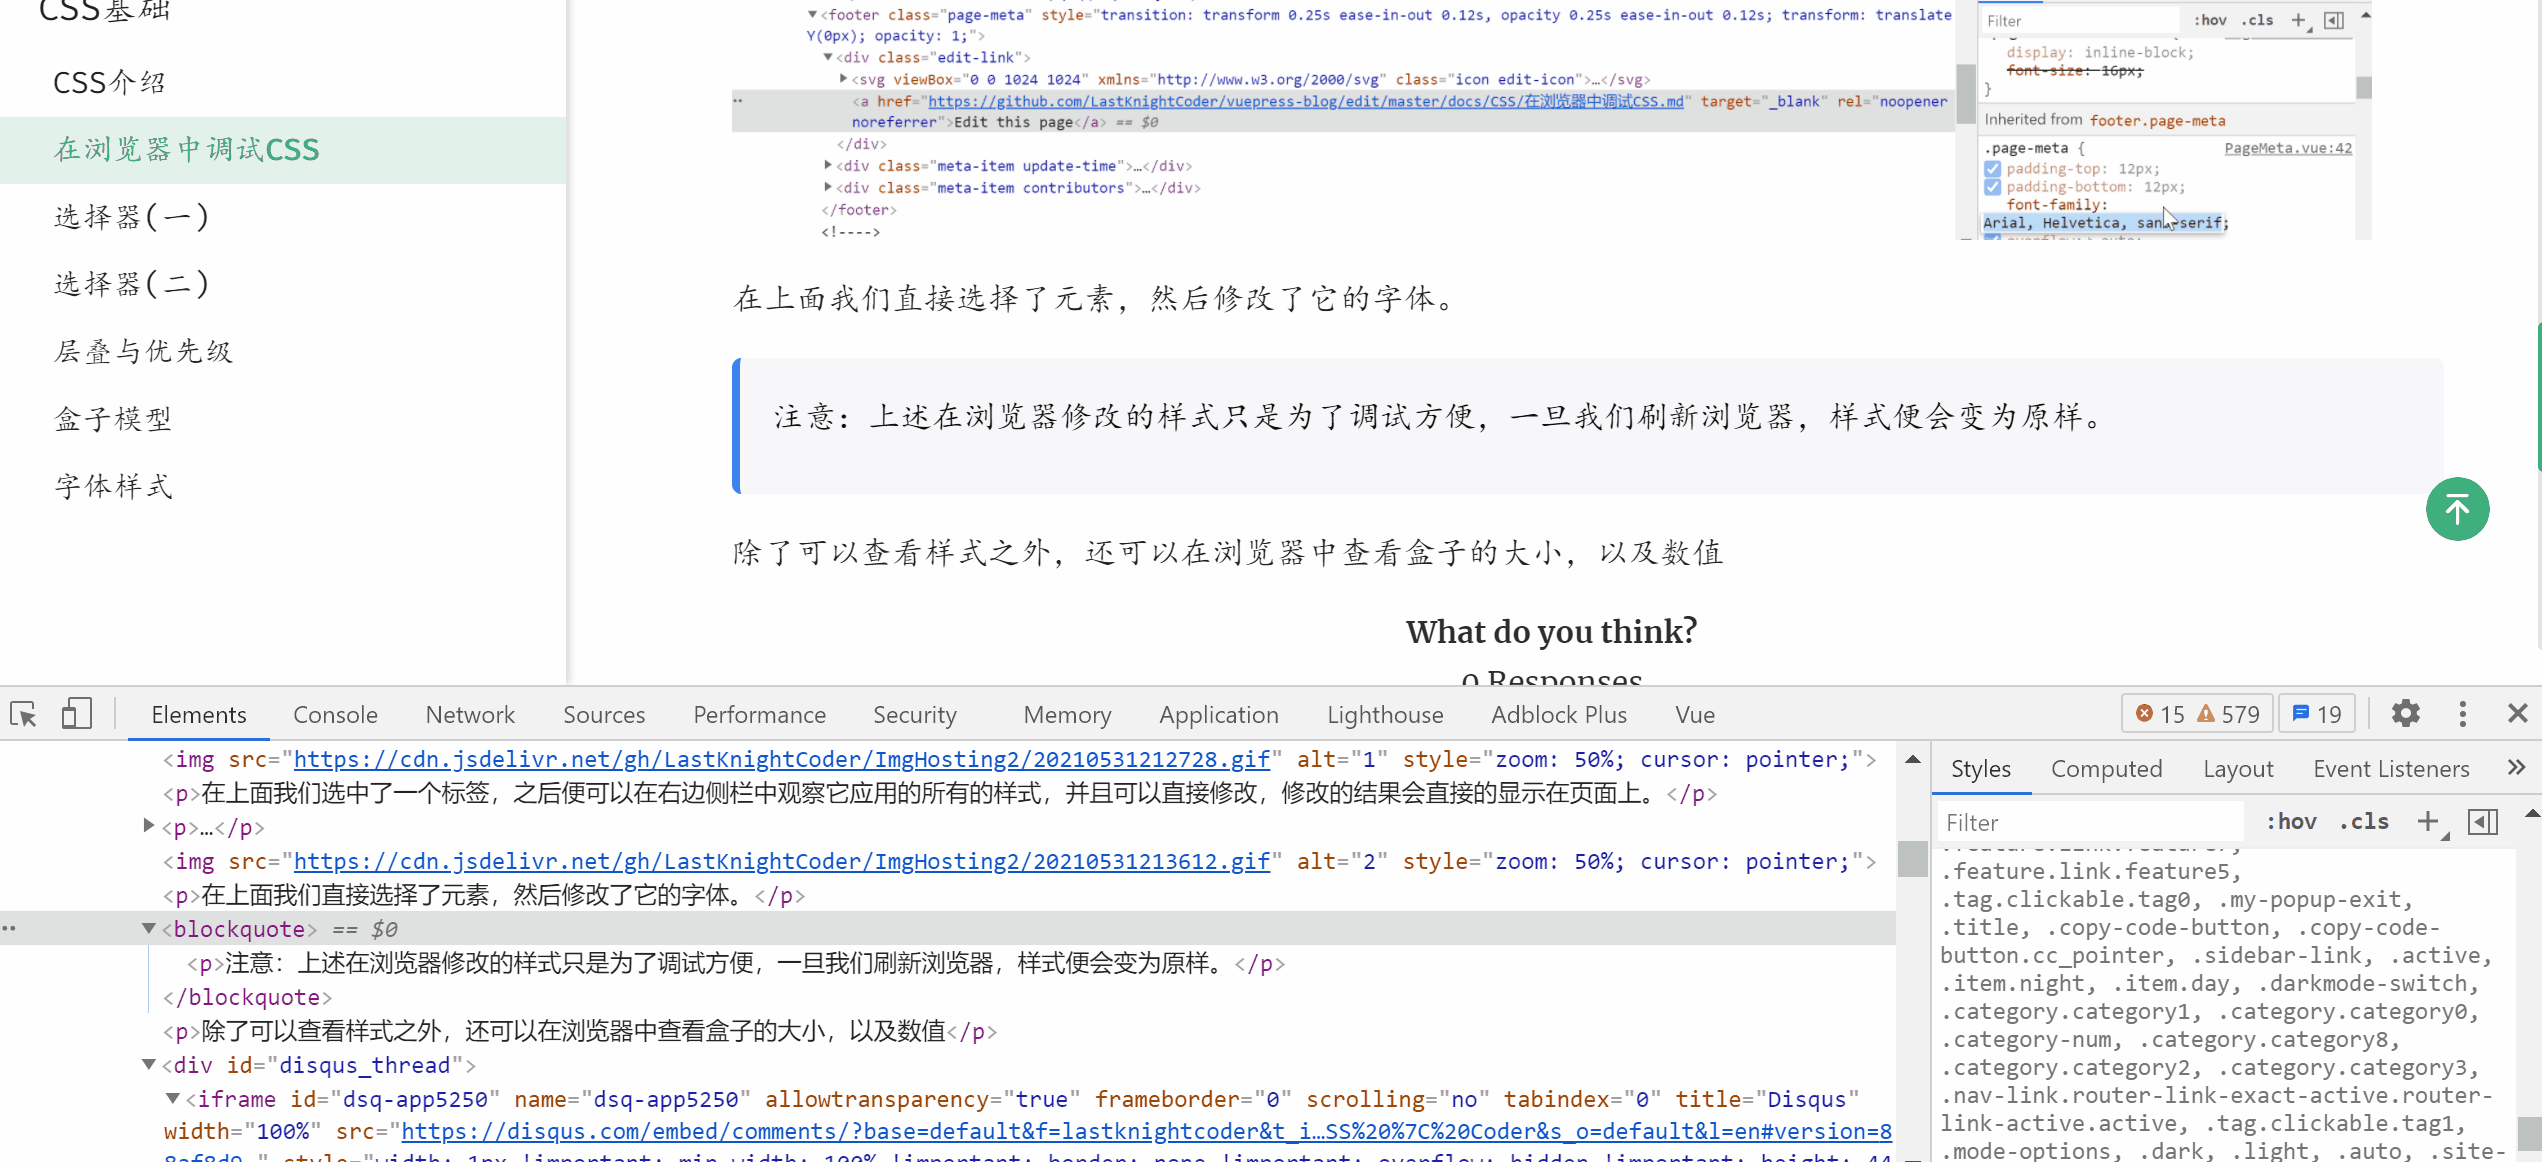 CSS基础
CSS介绍
在浏览器中调试CSS
选择器(一)
选择器(二)
层叠与优先级
盒子模型
字体样式
▼<footer class="page-meta" style="transition: transform 0.25s ease-in-out 0.12s, opacity 0.25s ease-in-out 0.12s; transform: translate
Y(0px); opacity: 1;">
▼<div class="edit-link">
▶<svg viewBox="0 0 1024 1024" xmlns="http://www.w3.org/2000/svg" class="icon edit-icon">…</svg>
<a href="https://github.com/LastKnightCoder/vuepress-blog/edit/master/docs/CSS/在浏览器中调试CSS.md" target="_blank" rel="noopener
noreferrer">Edit this page</a> == $0
</div>
▶<div class="meta-item update-time">…</div>
▶<div class="meta-item contributors">…</div>
</footer>
<!---->
Filter :hov .cls +
display: inline-block;
font-size: 16px;
}
Inherited from footer.page-meta
.page-meta { PageMeta.vue:42
padding-top: 12px;
padding-bottom: 12px;
font-family:
Arial, Helvetica, sans-serif;
在上面我们直接选择了元素，然后修改了它的字体。
注意：上述在浏览器修改的样式只是为了调试方便，一旦我们刷新浏览器，样式便会变为原样。
除了可以查看样式之外，还可以在浏览器中查看盒子的大小，以及数值
What do you think?
0 Responses
Elements Console Network Sources Performance Security Memory Application Lighthouse Adblock Plus Vue 15 579 19
<img src="https://cdn.jsdelivr.net/gh/LastKnightCoder/ImgHosting2/20210531212728.gif" alt="1" style="zoom: 50%; cursor: pointer;">
<p>在上面我们选中了一个标签，之后便可以在右边侧栏中观察它应用的所有的样式，并且可以直接修改，修改的结果会直接的显示在页面上。</p>
▶<p>…</p>
<img src="https://cdn.jsdelivr.net/gh/LastKnightCoder/ImgHosting2/20210531213612.gif" alt="2" style="zoom: 50%; cursor: pointer;">
<p>在上面我们直接选择了元素，然后修改了它的字体。</p>
▼<blockquote> == $0
<p>注意：上述在浏览器修改的样式只是为了调试方便，一旦我们刷新浏览器，样式便会变为原样。</p>
</blockquote>
<p>除了可以查看样式之外，还可以在浏览器中查看盒子的大小，以及数值</p>
▼<div id="disqus_thread">
▼<iframe id="dsq-app5250" name="dsq-app5250" allowtransparency="true" frameborder="0" scrolling="no" tabindex="0" title="Disqus"
width="100%" src="https://disqus.com/embed/comments/?base=default&f=lastknightcoder&t_i…SS%20%7C%20Coder&s_o=default&l=en#version=8
8af8d9…" style="width: 1px !important; min-width: 100% !important; border: none !important; overflow: hidden !important; height: 44
Styles Computed Layout Event Listeners »
Filter :hov .cls +
.feature.link.feature5,
.tag.clickable.tag0, .my-popup-exit,
.title, .copy-code-button, .copy-code-
button.cc_pointer, .sidebar-link, .active,
.item.night, .item.day, .darkmode-switch,
.category.category1, .category.category0,
.category-num, .category.category8,
.category.category2, .category.category3,
.nav-link.router-link-exact-active.router-
link-active.active, .tag.clickable.tag1,
.mode-options, .dark, .light, .auto, .site-